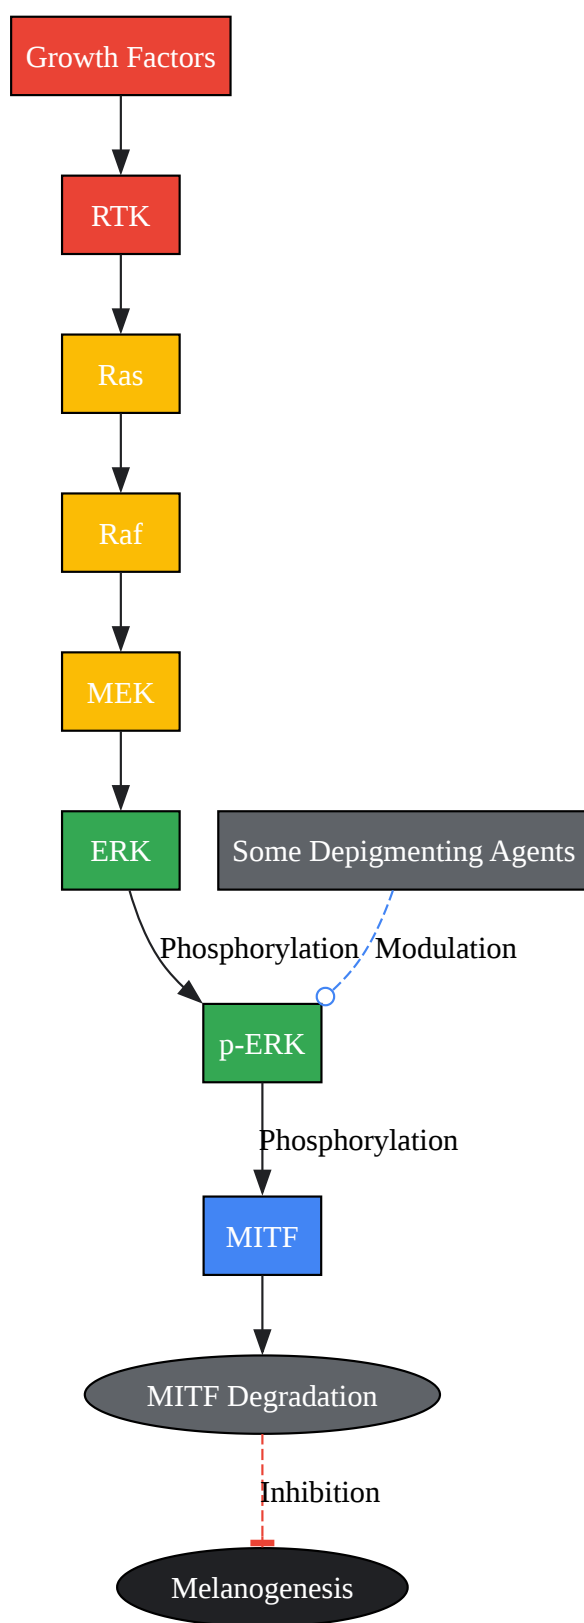 Growth Factors
RTK
Ras
Raf
MEK
ERK
Some Depigmenting Agents
Phosphorylation
Modulation
p-ERK
Phosphorylation
MITF
MITF Degradation
Inhibition
Melanogenesis